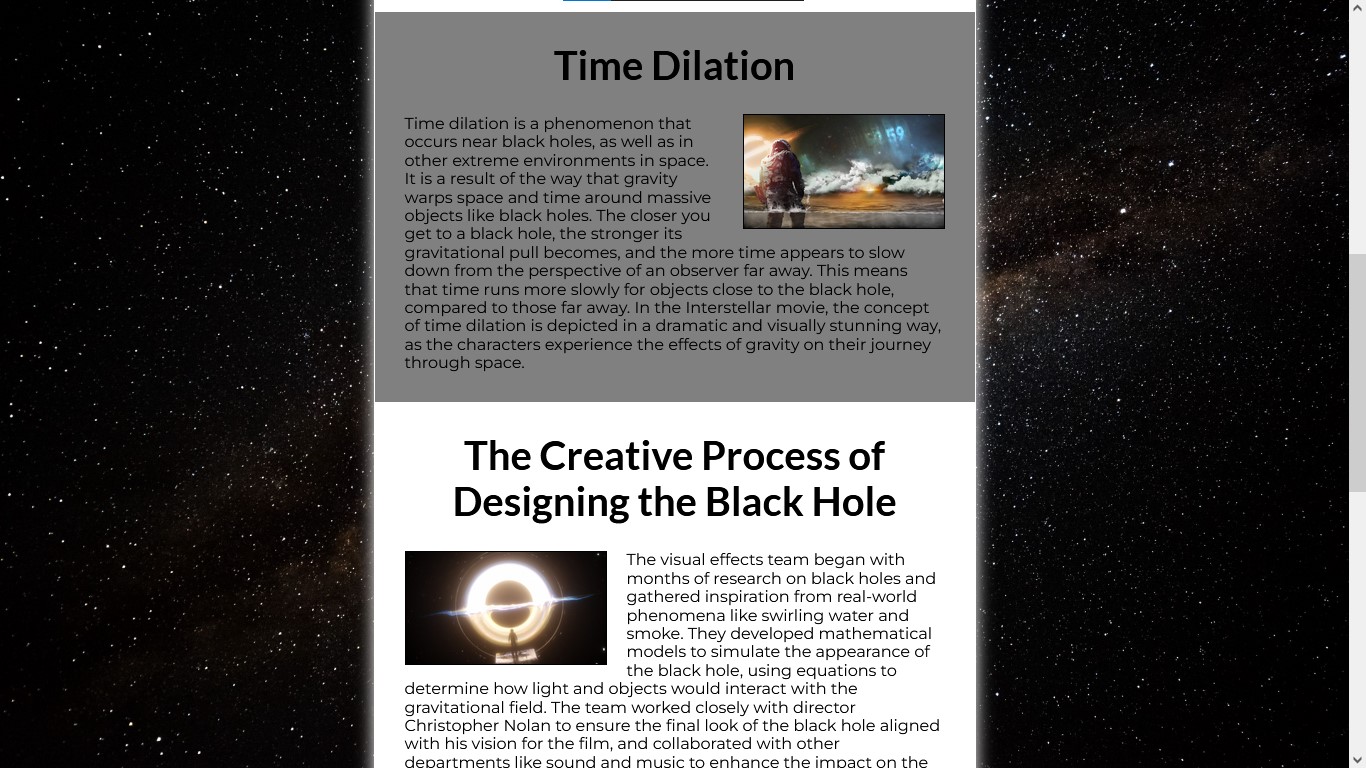 Time Dilation
Time dilation is a phenomenon that
occurs near black holes, as well as in
other extreme environments in space.
It is a result of the way that gravity
warps space and time around massive
objects like black holes. The closer you
get to a black hole, the stronger its
gravitational pull becomes, and the more time appears to slow
down from the perspective of an observer far away. This means
that time runs more slowly for objects close to the black hole,
compared to those far away. In the Interstellar movie, the concept
of time dilation is depicted in a dramatic and visually stunning way,
as the characters experience the effects of gravity on their journey
through space.
The Creative Process of
Designing the Black Hole
The visual effects team began with
months of research on black holes and
gathered inspiration from real-world
phenomena like swirling water and
smoke. They developed mathematical
models to simulate the appearance of
the black hole, using equations to
determine how light and objects would interact with the
gravitational field. The team worked closely with director
Christopher Nolan to ensure the final look of the black hole aligned
with his vision for the film, and collaborated with other
departments like sound and music to enhance the impact on the